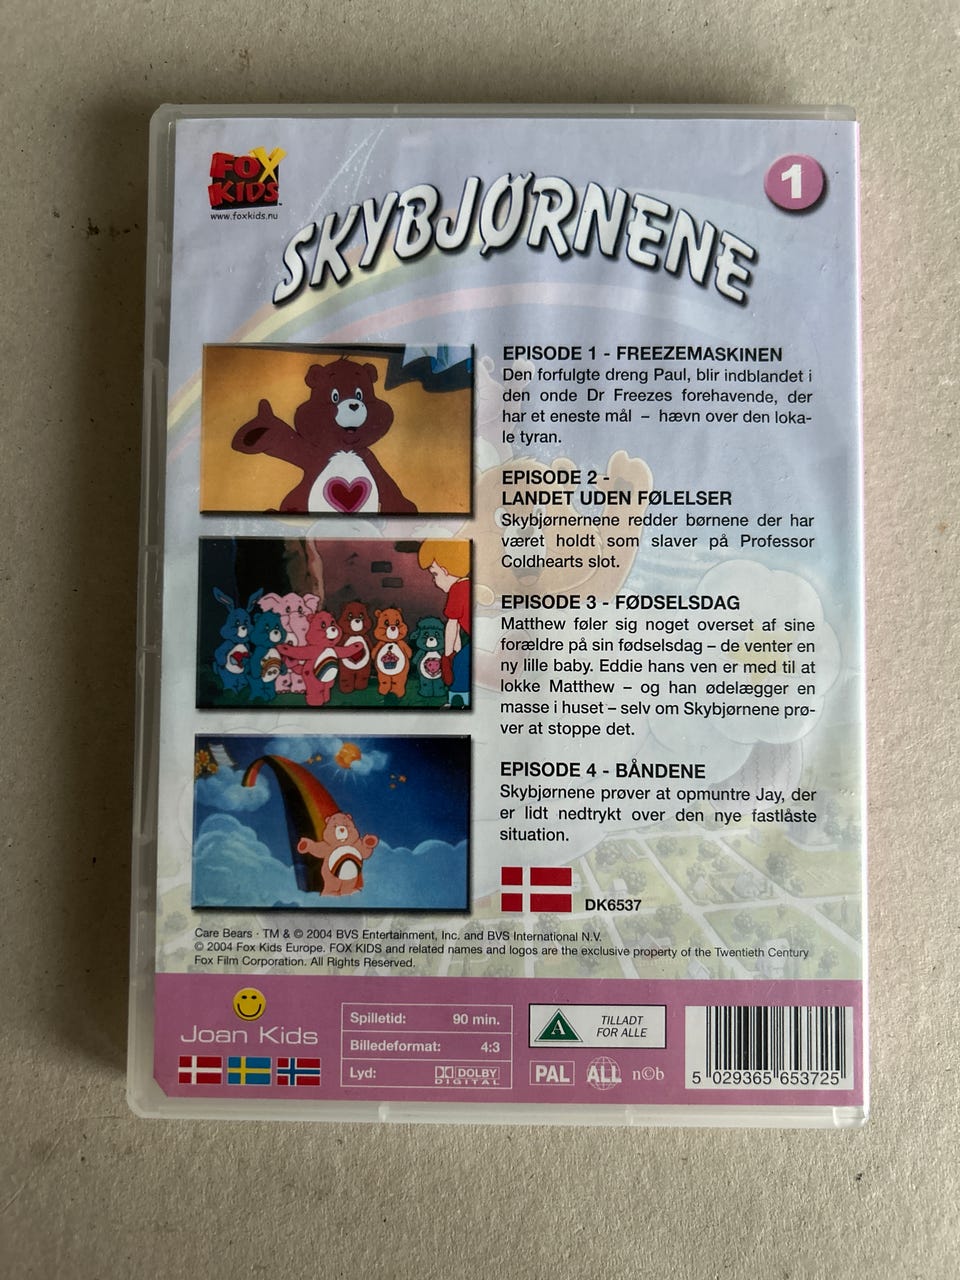 FOX
KIDS
www.foxkids.nu
1
SKYBJØRNENE
EPISODE 1 - FREEZEMASKINEN
Den forfulgte dreng Paul, blir indblandet i
den onde Dr Freezes forehavende, der
har et eneste mål – hævn over den loka-
le tyran.
EPISODE 2 -
LANDET UDEN FØLELSER
Skybjørnernene redder børnene der har
været holdt som slaver på Professor
Coldhearts slot.
EPISODE 3 - FØDSELSDAG
Matthew føler sig noget overset af sine
forældre på sin fødselsdag – de venter en
ny lille baby. Eddie hans ven er med til at
lokke Matthew – og han ødelægger en
masse i huset – selv om Skybjørnene prø-
ver at stoppe det.
EPISODE 4 - BÅNDENE
Skybjørnene prøver at opmuntre Jay, der
er lidt nedtrykt over den nye fastlåste
situation.
DK6537
Care Bears · TM & © 2004 BVS Entertainment, Inc. and BVS International N.V.
© 2004 Fox Kids Europe. FOX KIDS and related names and logos are the exclusive property of the Twentieth Century
Fox Film Corporation. All Rights Reserved.
Joan Kids
Spilletid: 90 min.
Billedeformat: 4:3
Lyd: DOLBY
DIGITAL
A TILLADT
FOR ALLE
PAL ALL n©b
5 029365 653725